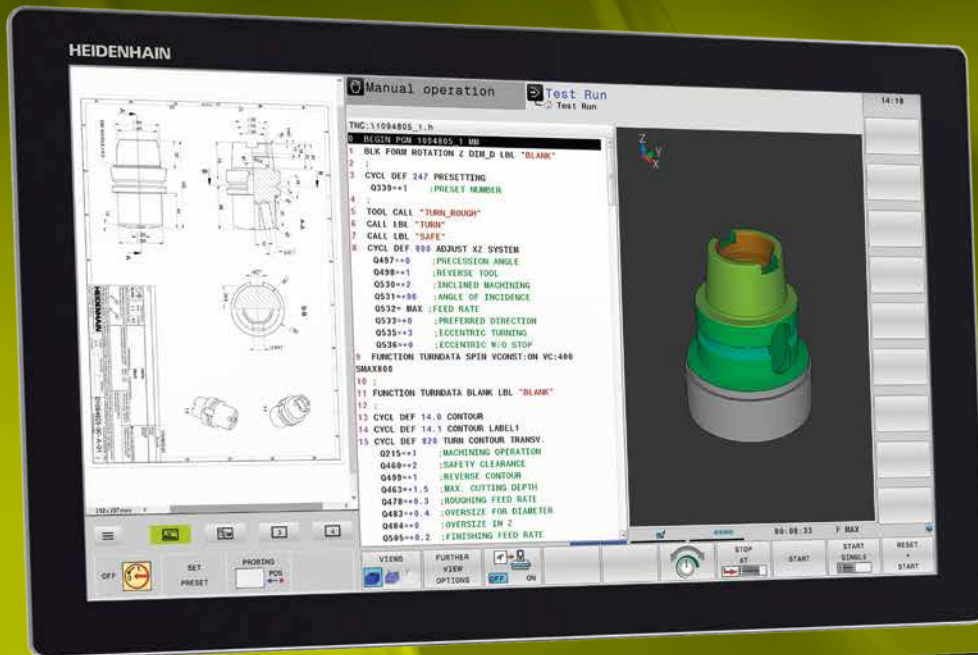 HEIDENHAIN
Manual operation
Test Run
Test Run
14:18
TNC:\1094805_1.h
0 BEGIN PGM 1094805_1 MM
1 BLK FORM ROTATION Z DIM_D LBL "BLANK"
2 ;
3 CYCL DEF 247 PRESETTING
Q339=+1 ;PRESET NUMBER
4 ;
5 TOOL CALL "TURN_ROUGH"
6 CALL LBL "TURN"
7 CALL LBL "SAFE"
8 CYCL DEF 800 ADJUST XZ SYSTEM
Q497=+0 ;PRECESSION ANGLE
Q498=+1 ;REVERSE TOOL
Q530=+2 ;INCLINED MACHINING
Q531=+90 ;ANGLE OF INCIDENCE
Q532= MAX ;FEED RATE
Q533=+0 ;PREFERRED DIRECTION
Q535=+3 ;ECCENTRIC TURNING
Q536=+0 ;ECCENTRIC W/O STOP
9 FUNCTION TURNDATA SPIN VCONST:ON VC:400
SMAX800
10 ;
11 FUNCTION TURNDATA BLANK LBL "BLANK"
12 ;
13 CYCL DEF 14.0 CONTOUR
14 CYCL DEF 14.1 CONTOUR LABEL1
15 CYCL DEF 820 TURN CONTOUR TRANSV.
Q215=+1 ;MACHINING OPERATION
Q460=+2 ;SAFETY CLEARANCE
Q499=+1 ;REVERSE CONTOUR
Q463=+1.5 ;MAX. CUTTING DEPTH
Q478=+0.3 ;ROUGHING FEED RATE
Q483=+0.4 ;OVERSIZE FOR DIAMETER
Q484=+0 ;OVERSIZE IN Z
Q505=+0.2 ;FINISHING FEED RATE
Z
Y
X
HEIDENHAIN
00:08:33 F MAX
3
4
OFF
SET
PRESET
PROBING
POS
VIEWS
FURTHER
VIEW
OPTIONS
OFF ON
STOP
AT
START
START
SINGLE
RESET
+
START